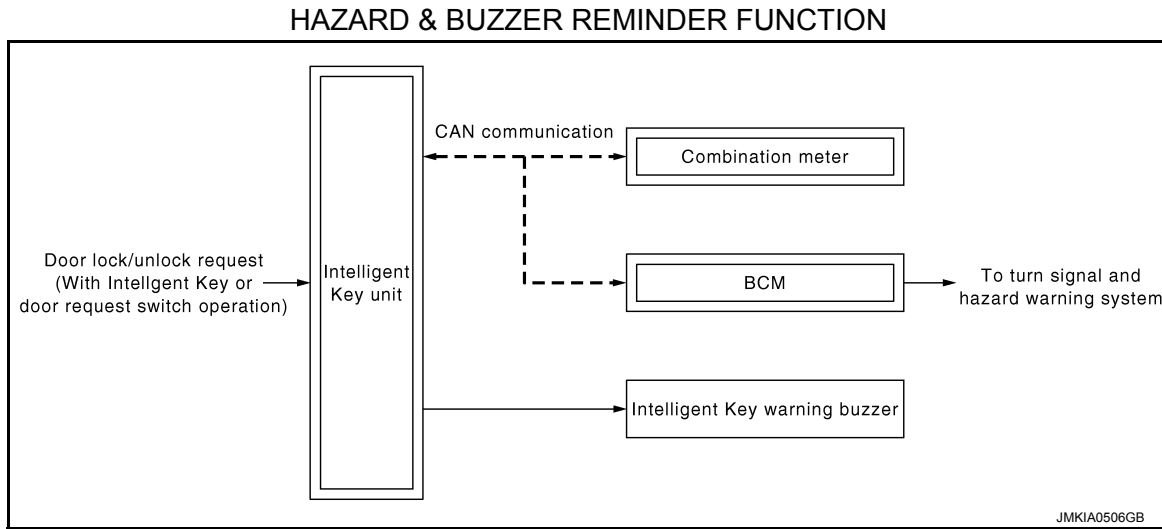 HAZARD & BUZZER REMINDER FUNCTION
CAN communication
Combination meter
Door lock/unlock request
(With Intellgent Key or
door request switch operation)
Intelligent
Key unit
BCM
To turn signal and
hazard warning system
Intelligent Key warning buzzer
JMKIA0506GB